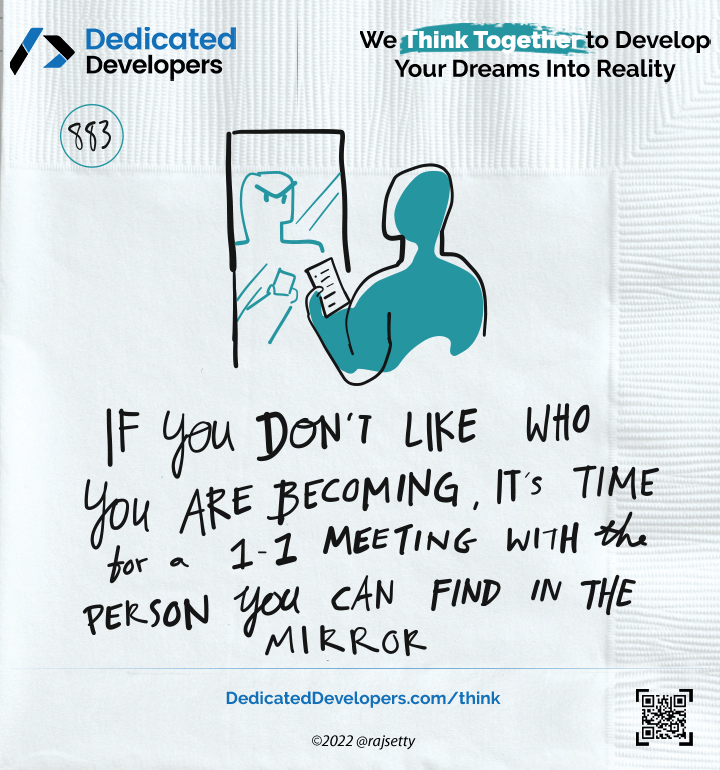 Dedicated
Developers
We Think Together to Develop
Your Dreams Into Reality
883
IF YOU DON'T LIKE WHO
YOU ARE BECOMING, IT'S TIME
for a 1-1 MEETING WITH the
PERSON YOU CAN FIND IN THE
MIRROR
DedicatedDevelopers.com/think
©2022 @rajsetty